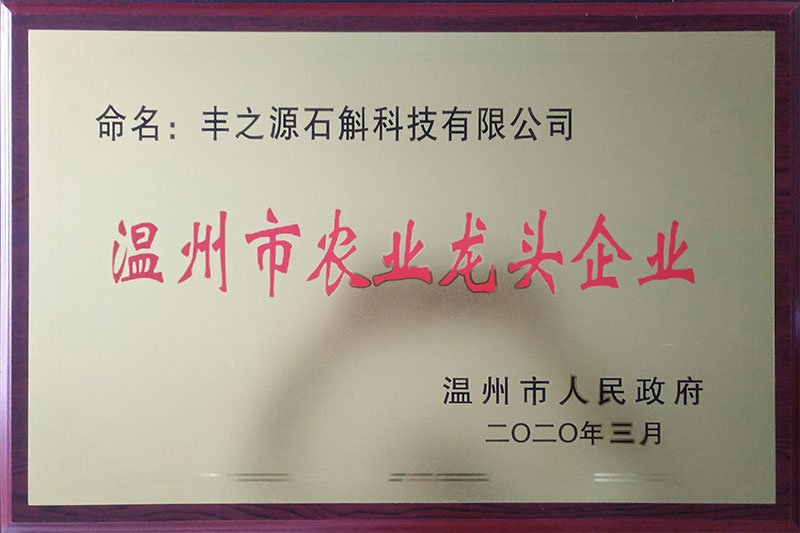 命名：丰之源石斛科技有限公司
温州市农业龙头企业
温州市人民政府
二〇二〇年三月